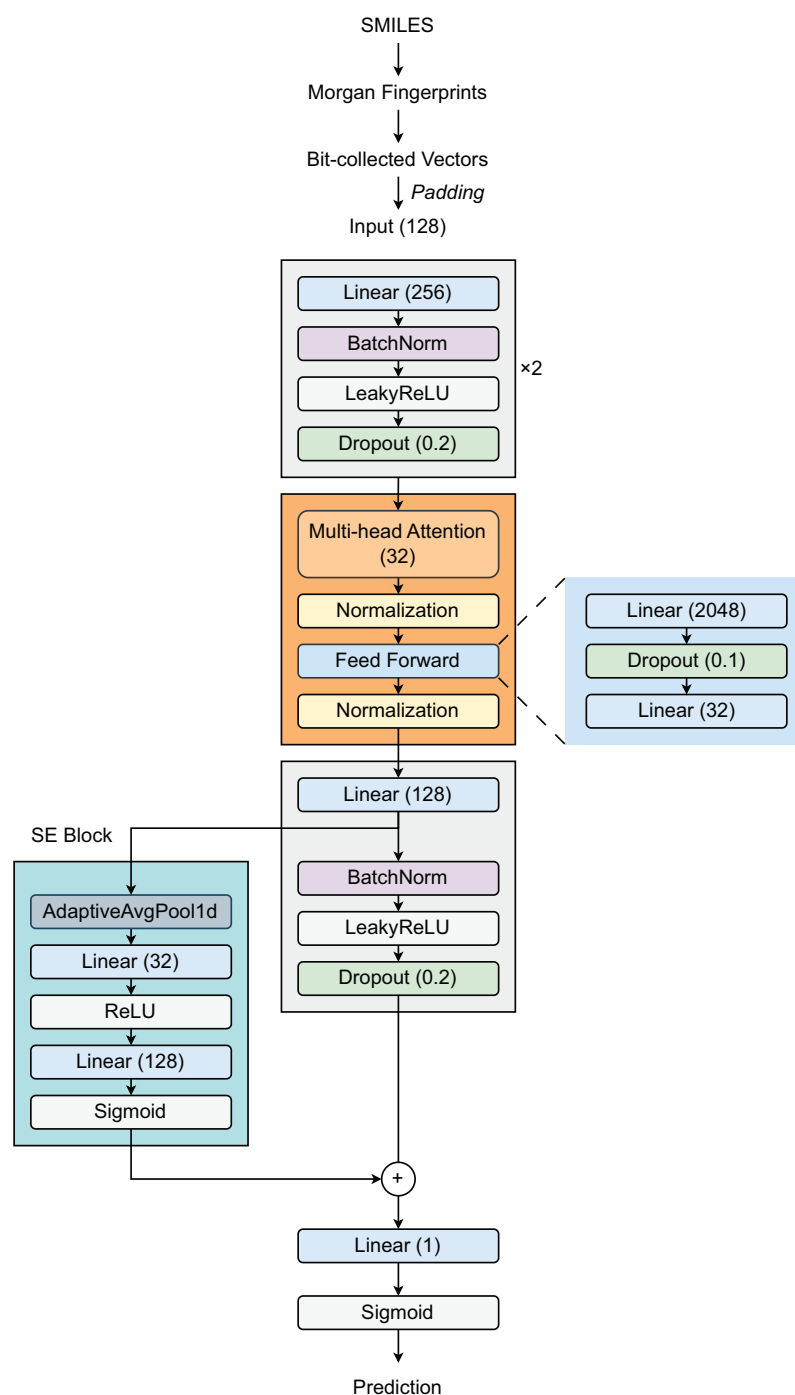 SMILES
Morgan Fingerprints
Bit-collected Vectors
Padding
Input (128)
Linear (256)
BatchNorm
LeakyReLU
Dropout (0.2)
×2
Multi-head Attention
(32)
Normalization
Feed Forward
Normalization
Linear (2048)
Dropout (0.1)
Linear (32)
Linear (128)
BatchNorm
LeakyReLU
Dropout (0.2)
SE Block
AdaptiveAvgPool1d
Linear (32)
ReLU
Linear (128)
Sigmoid
+
Linear (1)
Sigmoid
Prediction